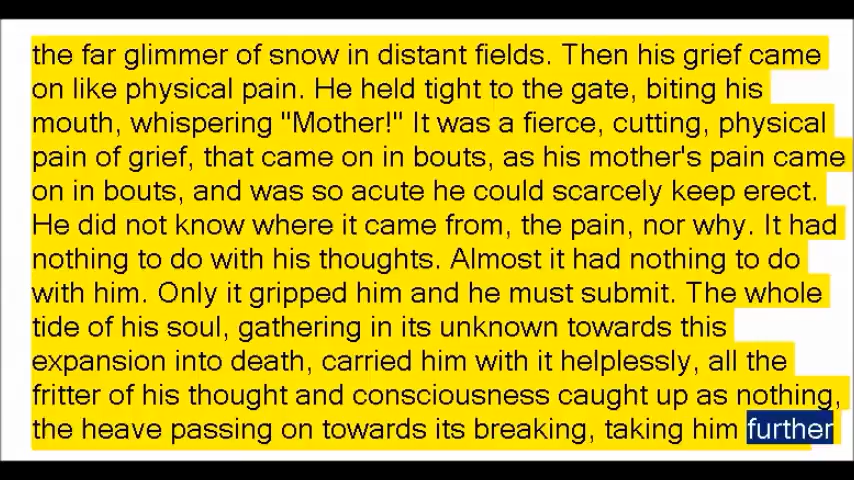 the far glimmer of snow in distant fields. Then his grief came
on like physical pain. He held tight to the gate, biting his
mouth, whispering "Mother!" It was a fierce, cutting, physical
pain of grief, that came on in bouts, as his mother's pain came
on in bouts, and was so acute he could scarcely keep erect.
He did not know where it came from, the pain, nor why. It had
nothing to do with his thoughts. Almost it had nothing to do
with him. Only it gripped him and he must submit. The whole
tide of his soul, gathering in its unknown towards this
expansion into death, carried him with it helplessly, all the
fritter of his thought and consciousness caught up as nothing,
the heave passing on towards its breaking, taking him further